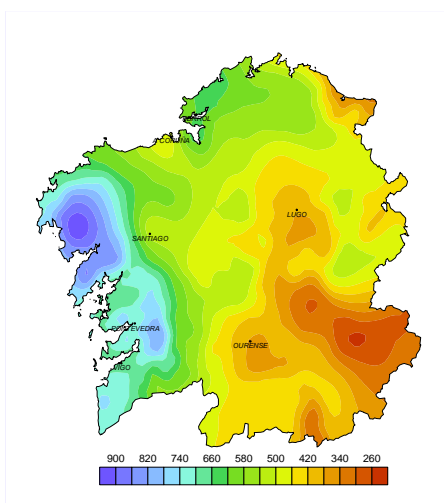 FERROL
A CORUÑA
LUGO
SANTIAGO
PONTEVEDRA
OURENSE
VIGO
900 820 740 660 580 500 420 340 260